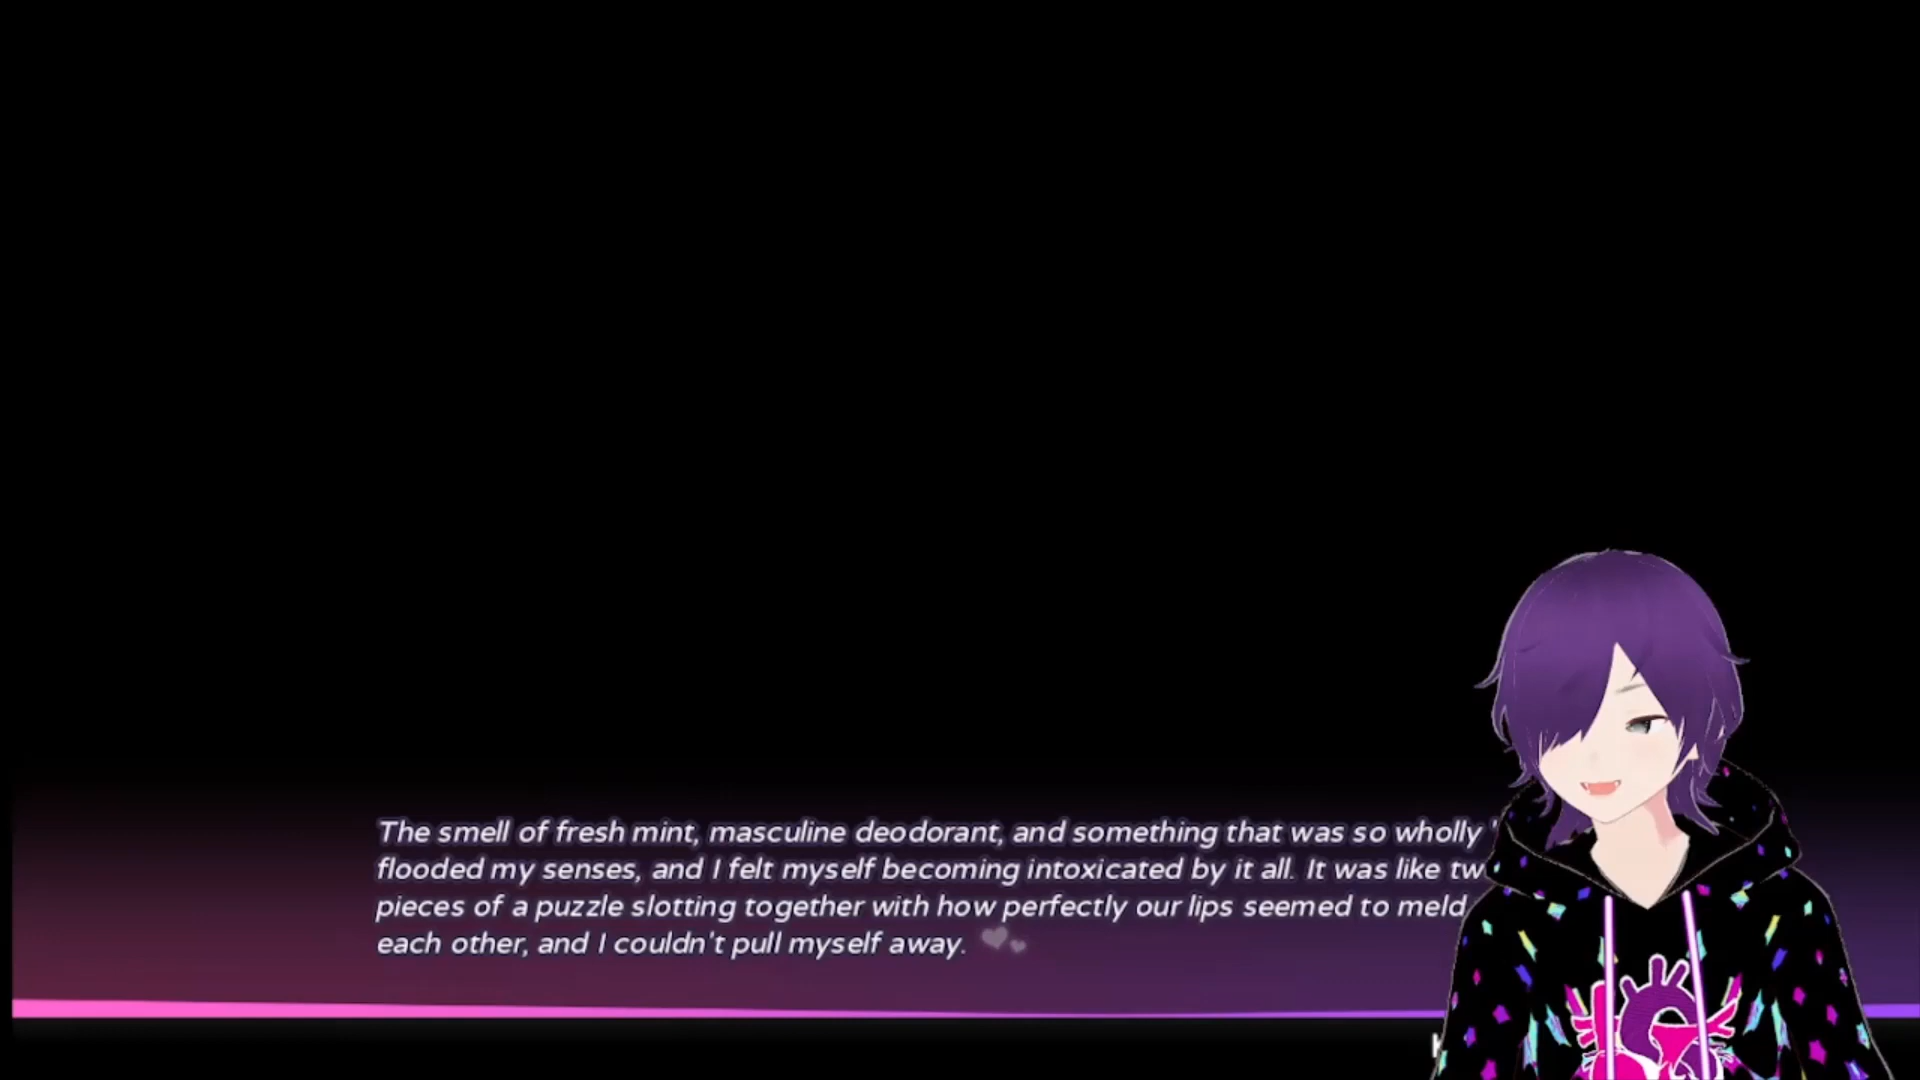 The smell of fresh mint, masculine deodorant, and something that was so wholly
flooded my senses, and I felt myself becoming intoxicated by it all. It was like
pieces of a puzzle slotting together with how perfectly our lips seemed to meld
each other, and I couldn't pull myself away.